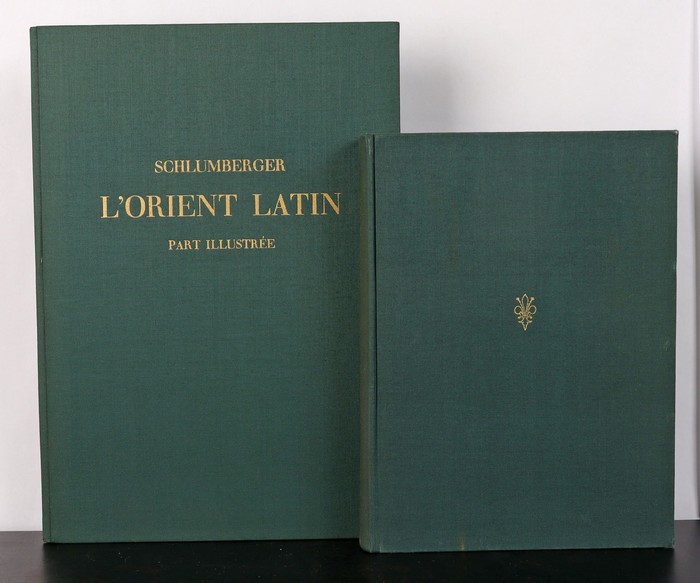 SCHLUMBERGER
L'ORIENT LATIN
PART ILLUSTRÉE